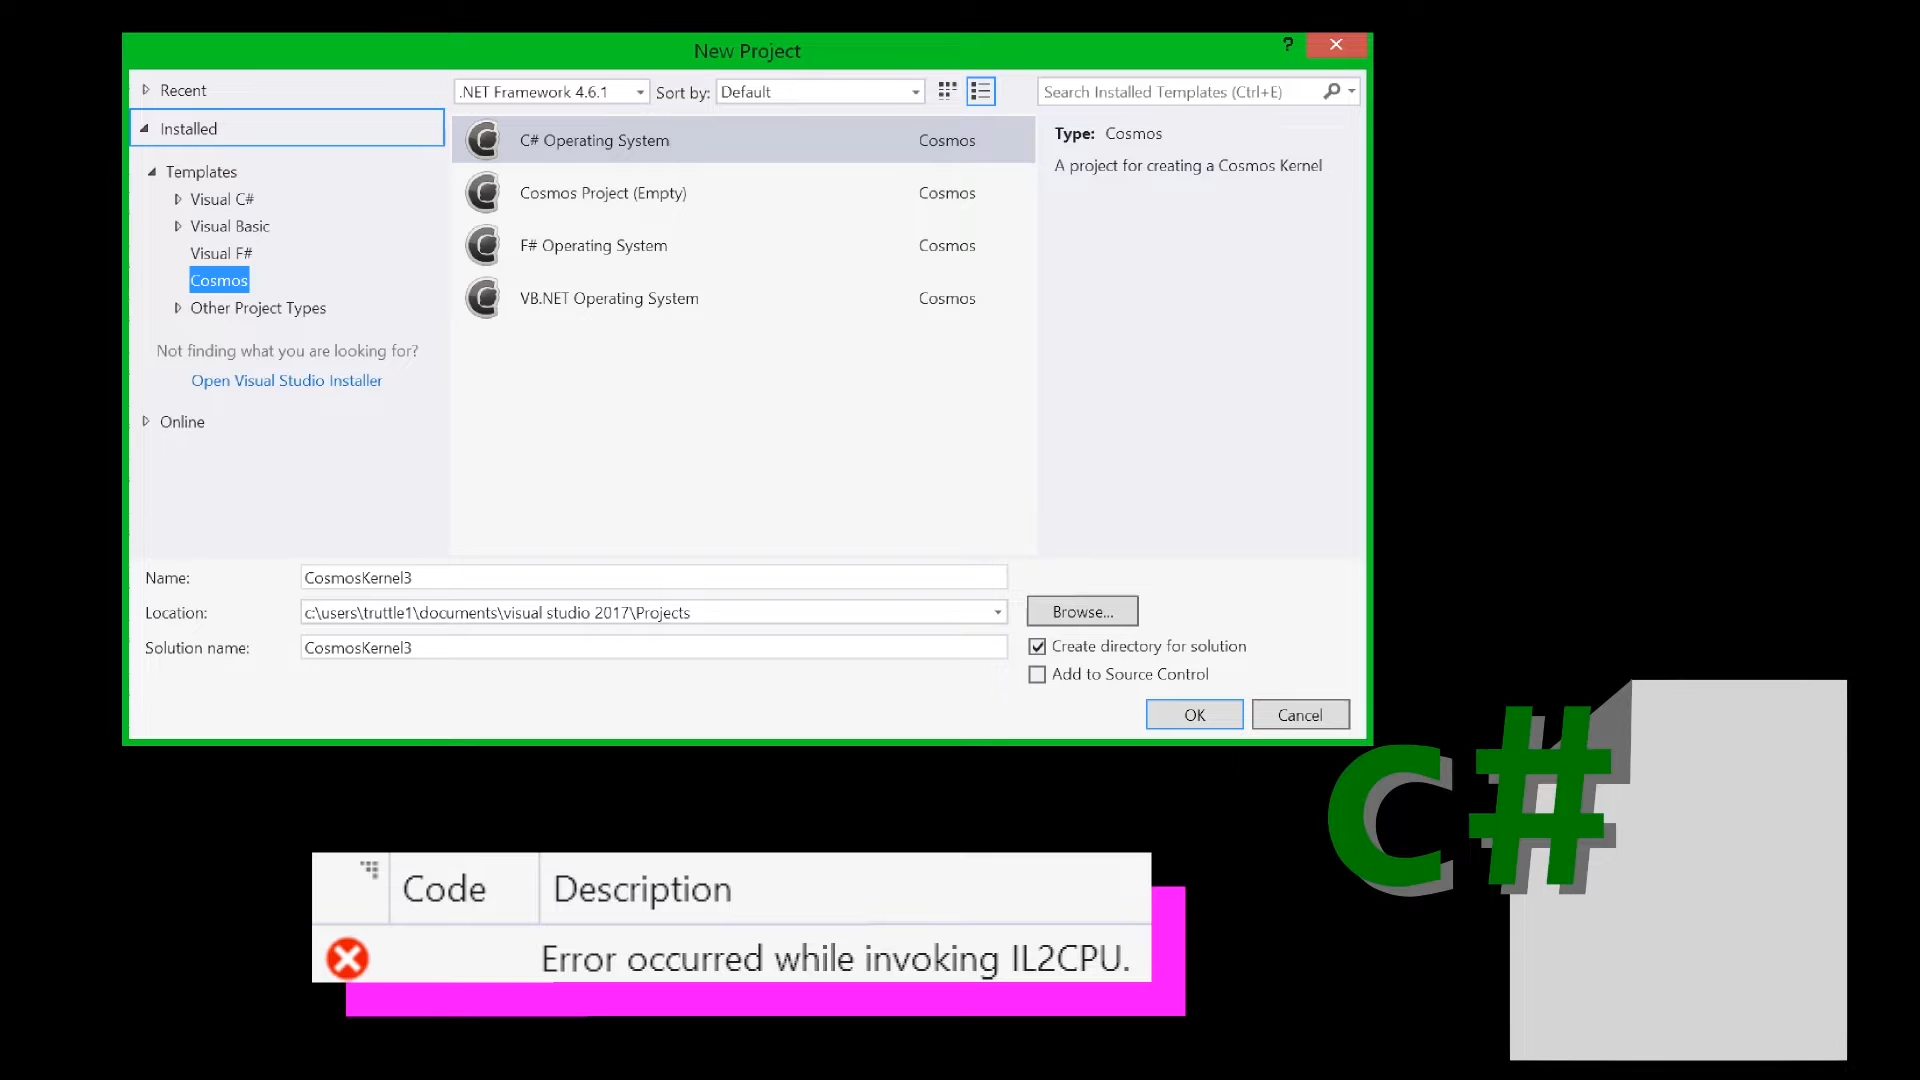 New Project
?
Recent
.NET Framework 4.6.1
Sort by:
Default
Search Installed Templates (Ctrl+E)
Installed
Templates
Visual C#
Visual Basic
Visual F#
Cosmos
Other Project Types
Not finding what you are looking for?
Open Visual Studio Installer
Online
C# Operating System Cosmos
Cosmos Project (Empty) Cosmos
F# Operating System Cosmos
VB.NET Operating System Cosmos
Type: Cosmos
A project for creating a Cosmos Kernel
Name: CosmosKernel3
Location: c:\users\truttle1\documents\visual studio 2017\Projects
Browse...
Solution name: CosmosKernel3
Create directory for solution
Add to Source Control
OK
Cancel
C#
Code Description
Error occurred while invoking IL2CPU.